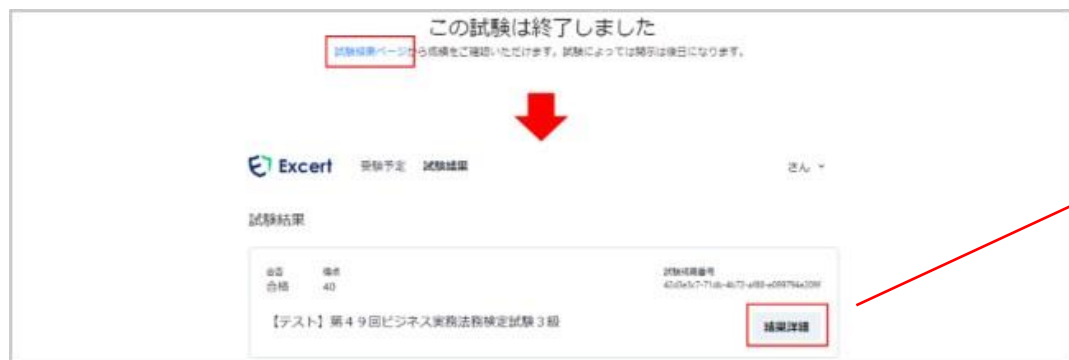 この試験は終了しました
試験結果ページから成績をご確認いただけます。試験によっては開示は後日になります。
Excert 受験予定 試験結果 さん
試験結果
合否 得点 試験結果番号
合格 40
【テスト】第49回ビジネス実務法務検定試験3級 結果詳細